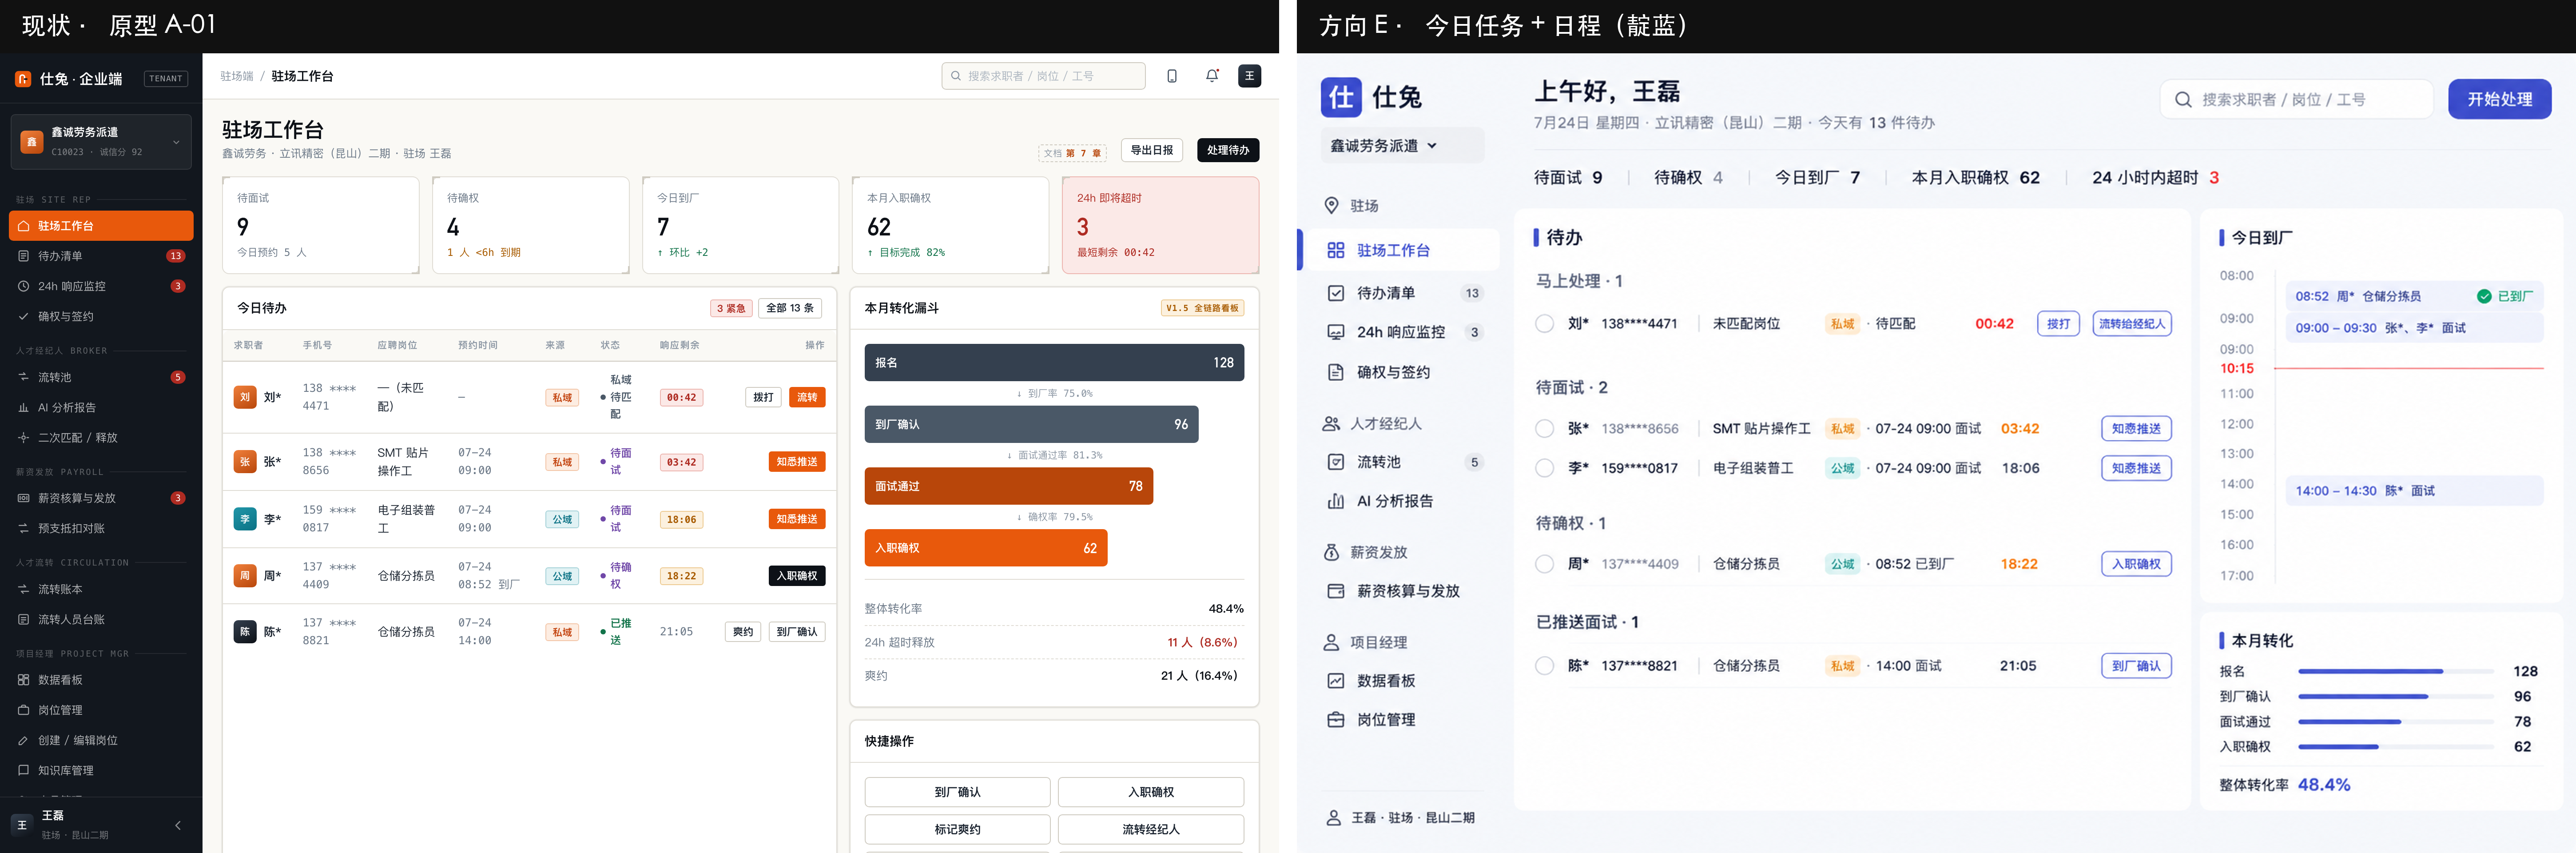 现状 · 原型 A-01
仕兔 · 企业端 TENANT
鑫
鑫诚劳务派遣
C10023 · 诚信分 92
驻场 SITE REP
驻场工作台
待办清单 13
24h 响应监控 3
确权与签约
人才经纪人 BROKER
流转池 5
AI 分析报告
二次匹配 / 释放
薪资发放 PAYROLL
薪资核算与发放 3
预支抵扣对账
人才流转 CIRCULATION
流转账本
流转人员台账
项目经理 PROJECT MGR
数据看板
岗位管理
创建 / 编辑岗位
知识库管理
王
王磊
驻场 · 昆山二期
驻场端 / 驻场工作台
搜索求职者 / 岗位 / 工号
王
驻场工作台
鑫诚劳务 · 立讯精密（昆山）二期 · 驻场 王磊
文档 第 7 章
导出日报
处理待办
待面试
9
今日预约 5 人
待确权
4
1 人 <6h 到期
今日到厂
7
↑ 环比 +2
本月入职确权
62
↑ 目标完成 82%
24h 即将超时
3
最短剩余 00:42
今日待办 3 紧急 全部 13 条
求职者 手机号 应聘岗位 预约时间 来源 状态 响应剩余 操作
刘 刘* 138 **** 4471 —（未匹配） — 私域 私域待匹配 00:42 拨打 流转
张 张* 138 **** 8656 SMT 贴片操作工 07-24 09:00 私域 待面试 03:42 知悉推送
李 李* 159 **** 0817 电子组装普工 07-24 09:00 公域 待面试 18:06 知悉推送
周 周* 137 **** 4409 仓储分拣员 07-24 08:52 到厂 公域 待确权 18:22 入职确权
陈 陈* 137 **** 8821 仓储分拣员 07-24 14:00 私域 已推送 21:05 爽约 到厂确认
本月转化漏斗 V1.5 全链路看板
报名 128
↓ 到厂率 75.0%
到厂确认 96
↓ 面试通过率 81.3%
面试通过 78
↓ 确权率 79.5%
入职确权 62
整体转化率 48.4%
24h 超时释放 11 人（8.6%）
爽约 21 人（16.4%）
快捷操作
到厂确认 入职确权
标记爽约 流转经纪人
方向 E · 今日任务 + 日程（靛蓝）
仕 仕兔
鑫诚劳务派遣
驻场
驻场工作台
待办清单 13
24h 响应监控 3
确权与签约
人才经纪人
流转池 5
AI 分析报告
薪资发放
薪资核算与发放
项目经理
数据看板
岗位管理
王磊 · 驻场 · 昆山二期
上午好，王磊
7月24日 星期四 · 立讯精密（昆山）二期 · 今天有 13 件待办
搜索求职者 / 岗位 / 工号
开始处理
待面试 9 待确权 4 今日到厂 7 本月入职确权 62 24 小时内超时 3
待办
马上处理 · 1
刘* 138****4471 未匹配岗位 私域 · 待匹配 00:42 拨打 流转给经纪人
待面试 · 2
张* 138****8656 SMT 贴片操作工 私域 · 07-24 09:00 面试 03:42 知悉推送
李* 159****0817 电子组装普工 公域 · 07-24 09:00 面试 18:06 知悉推送
待确权 · 1
周* 137****4409 仓储分拣员 公域 · 08:52 已到厂 18:22 入职确权
已推送面试 · 1
陈* 137****8821 仓储分拣员 私域 · 14:00 面试 21:05 到厂确认
今日到厂
08:00
08:52 周* 仓储分拣员 已到厂
09:00
09:00 – 09:30 张*、李* 面试
09:00
10:15
11:00
12:00
13:00
14:00
14:00 – 14:30 陈* 面试
15:00
16:00
17:00
本月转化
报名 128
到厂确认 96
面试通过 78
入职确权 62
整体转化率 48.4%